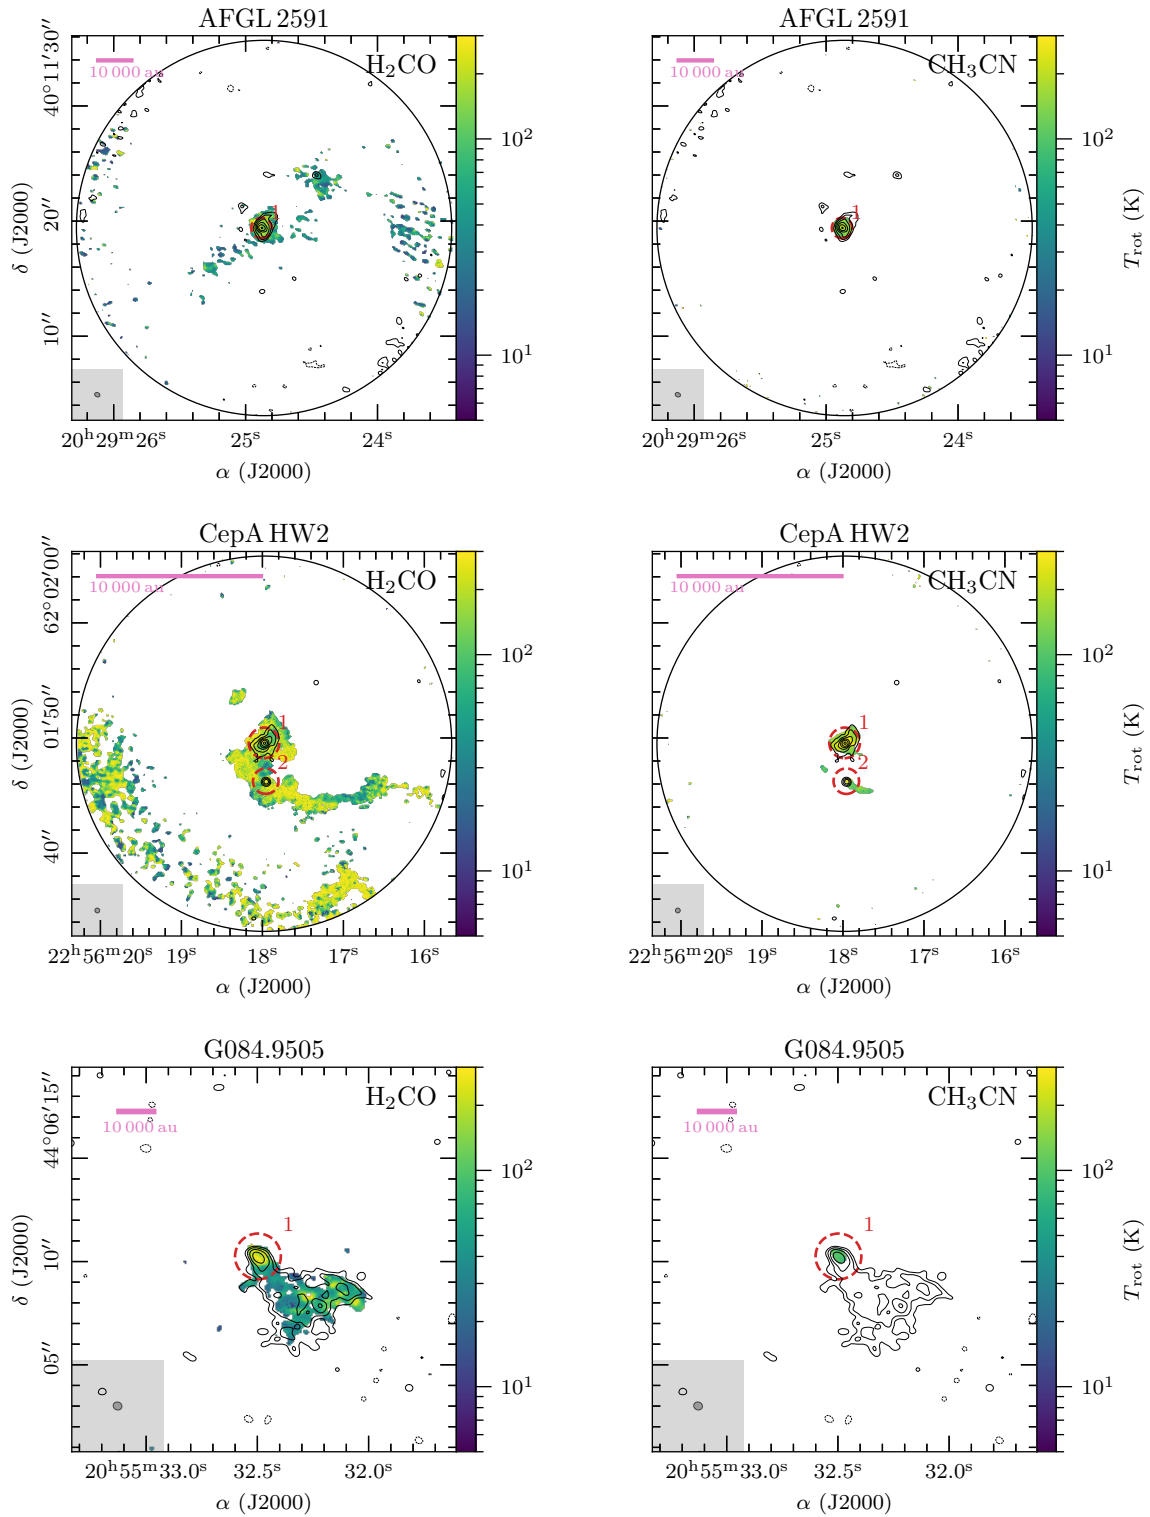 AFGL 2591
AFGL 2591
H₂CO
10 000 au
1
40°11′30″
20″
10″
δ (J2000)
20ʰ29ᵐ26ˢ
25ˢ
24ˢ
α (J2000)
10²
10¹
CH₃CN
10 000 au
1
20ʰ29ᵐ26ˢ
25ˢ
24ˢ
α (J2000)
10²
10¹
T_rot (K)
CepA HW2
CepA HW2
H₂CO
10 000 au
1
2
62°02′00″
01′50″
40″
δ (J2000)
22ʰ56ᵐ20ˢ
19ˢ
18ˢ
17ˢ
16ˢ
α (J2000)
10²
10¹
CH₃CN
10 000 au
1
2
22ʰ56ᵐ20ˢ
19ˢ
18ˢ
17ˢ
16ˢ
α (J2000)
10²
10¹
T_rot (K)
G084.9505
G084.9505
H₂CO
10 000 au
1
44°06′15″
10″
05″
δ (J2000)
20ʰ55ᵐ33.0ˢ
32.5ˢ
32.0ˢ
α (J2000)
10²
10¹
CH₃CN
10 000 au
1
20ʰ55ᵐ33.0ˢ
32.5ˢ
32.0ˢ
α (J2000)
10²
10¹
T_rot (K)